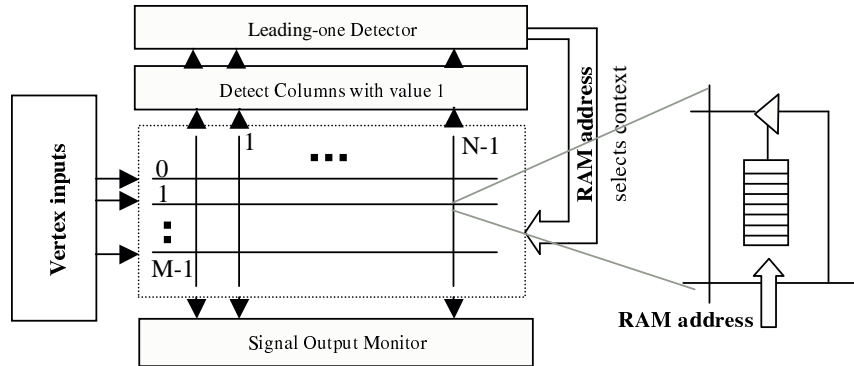 Leading-one Detector
Detect Columns with value 1
Vertex inputs
0
1
M-1
1
N-1
RAM address
selects context
RAM address
Signal Output Monitor